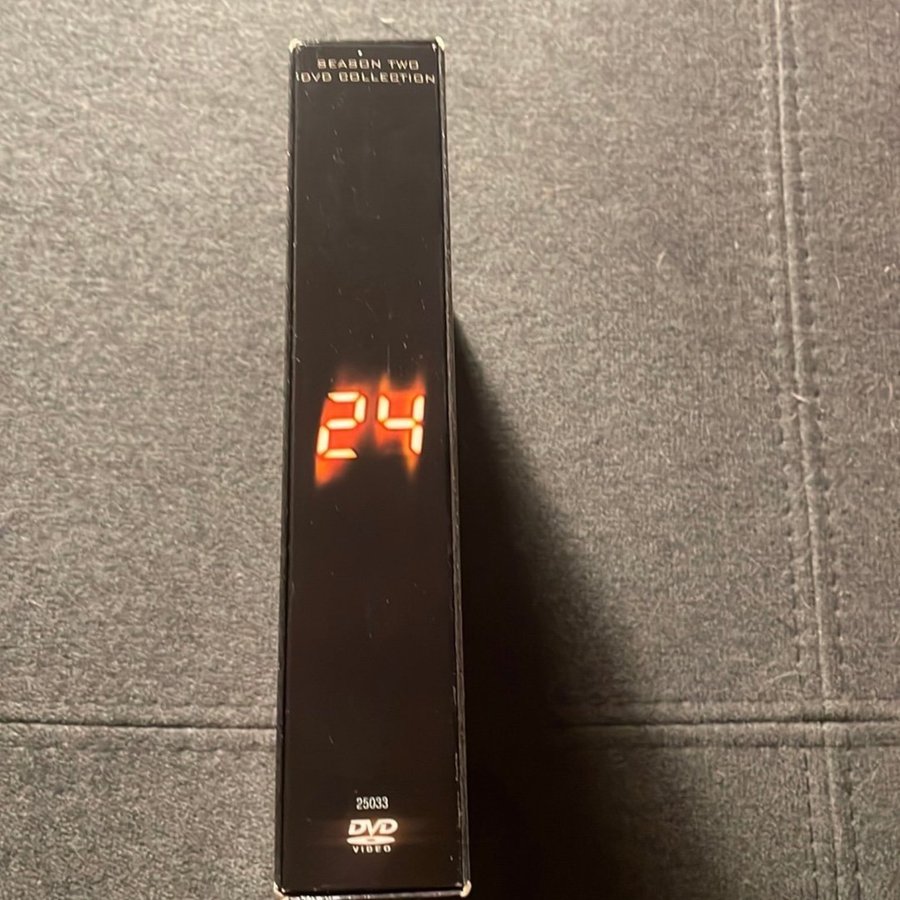 SEASON TWO
DVD COLLECTION
24
25033
DVD
VIDEO